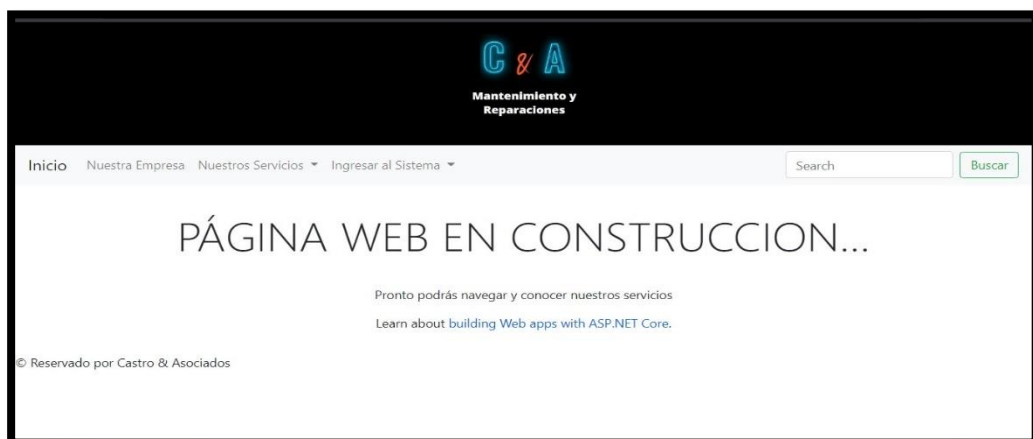 C & A
Mantenimiento y
Reparaciones
Inicio Nuestra Empresa Nuestros Servicios Ingresar al Sistema Search Buscar
PÁGINA WEB EN CONSTRUCCION...
Pronto podrás navegar y conocer nuestros servicios
Learn about building Web apps with ASP.NET Core.
© Reservado por Castro & Asociados